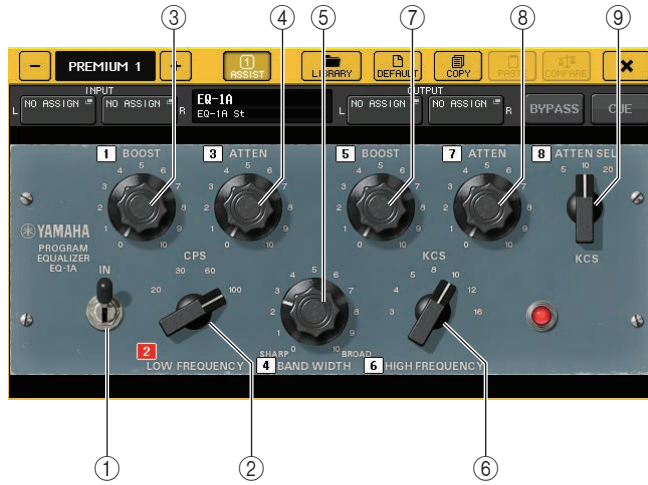 ③ ④ ⑤ ⑦ ⑧ ⑨
− PREMIUM 1 + 1 ASSIST LIBRARY DEFAULT COPY PASTE COMPARE ×
INPUT OUTPUT
L NO ASSIGN NO ASSIGN R EQ-1A L NO ASSIGN NO ASSIGN R BYPASS CUE
EQ-1A St
1 BOOST 3 ATTEN 5 BOOST 7 ATTEN 8 ATTEN SEL
0 1 2 3 4 5 6 7 8 9 10
0 1 2 3 4 5 6 7 8 9 10
0 1 2 3 4 5 6 7 8 9 10
0 1 2 3 4 5 6 7 8 9 10
5 10 20
KCS
YAMAHA
PROGRAM
EQUALIZER
EQ-1A
IN
CPS
20 30 60 100
0 1 2 3 4 5 6 7 8 9 10
SHARP BROAD
KCS
3 4 5 8 10 12 16
2 LOW FREQUENCY 4 BAND WIDTH 6 HIGH FREQUENCY
① ② ⑥